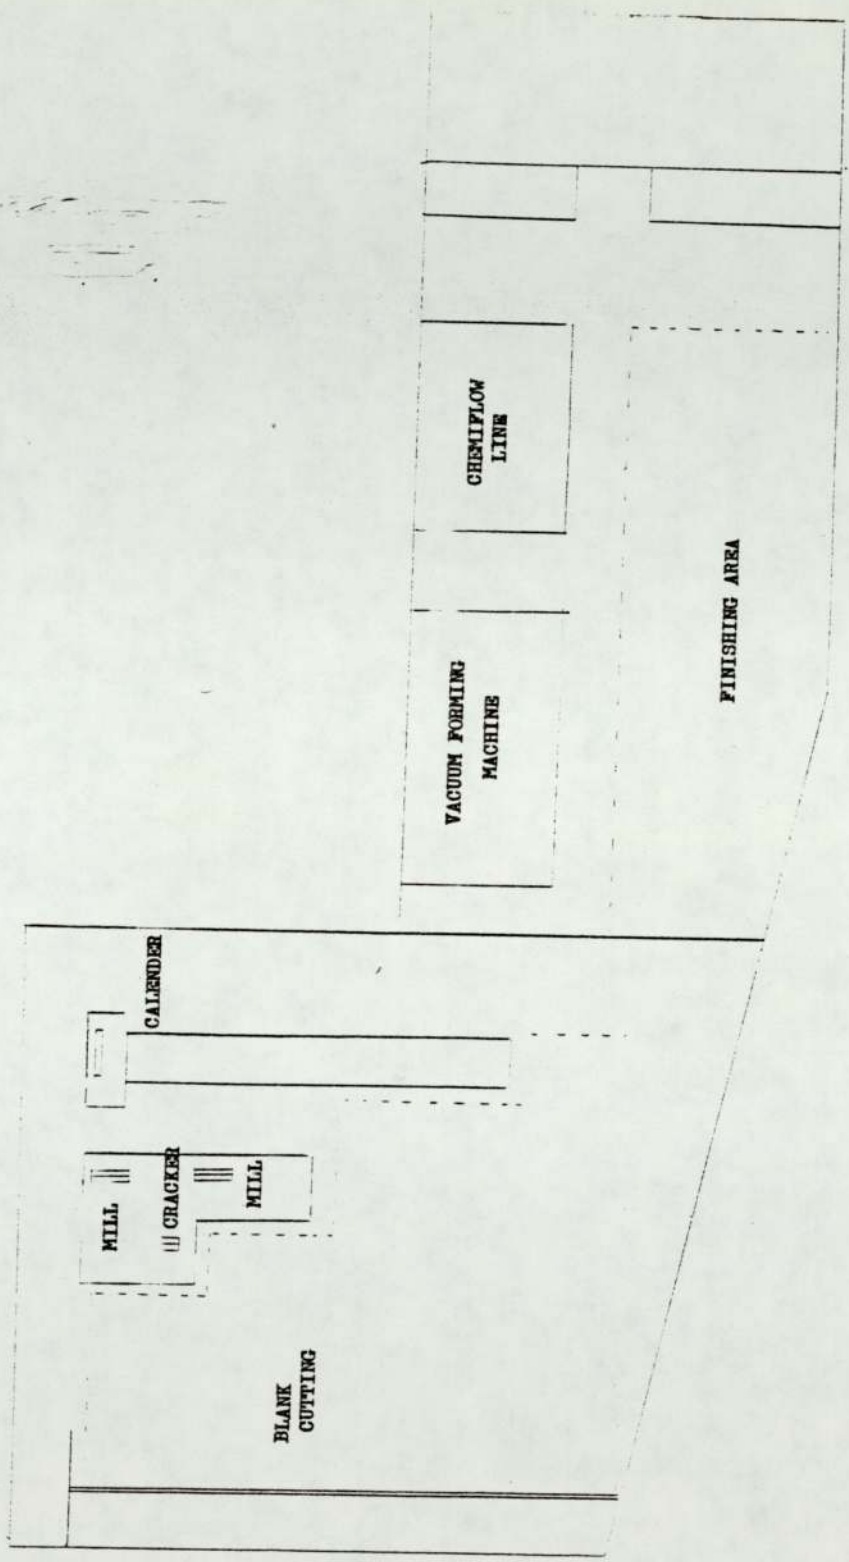 BLANK
CUTTING
MILL
CRACKER
MILL
CALENDER
VACUUM FORMING
MACHINE
CHEMIFLOW
LINE
FINISHING AREA